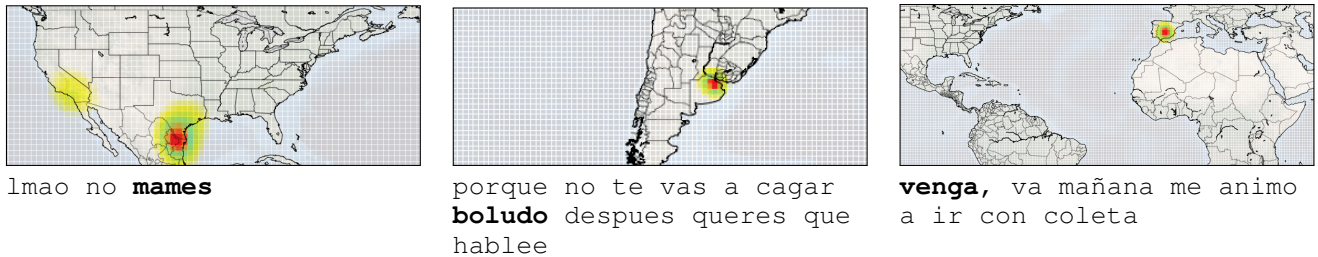 lmao no mames
porque no te vas a cagar
boludo despues queres que
hablee
venga, va mañana me animo
a ir con coleta